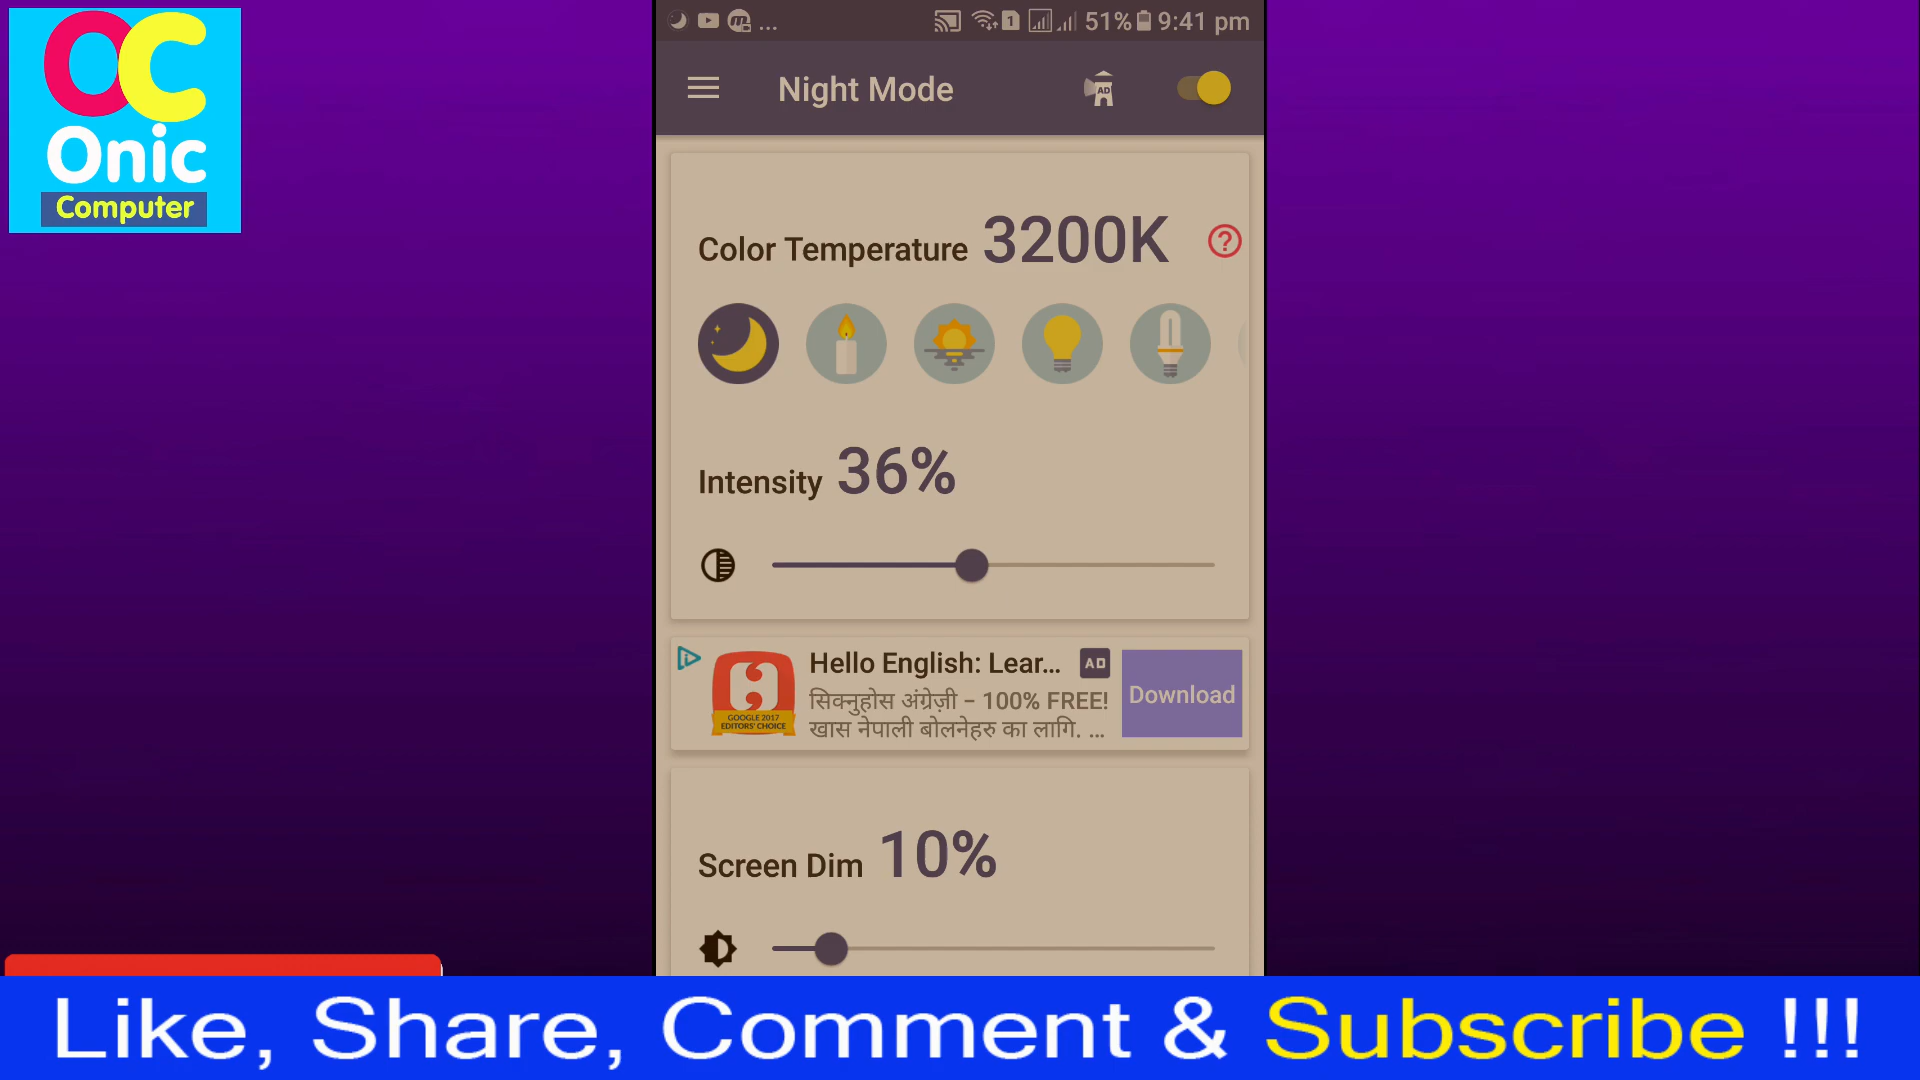 OC
Onic
Computer
1 51% 9:41 pm
Night Mode
AD
Color Temperature 3200K
Intensity 36%
Hello English: Lear... AD
सिक्नुहोस अंग्रेज़ी – 100% FREE!
खास नेपाली बोलनेहरु का लागि. ...
GOOGLE 2017
EDITORS' CHOICE
Download
Screen Dim 10%
Like, Share, Comment & Subscribe !!!